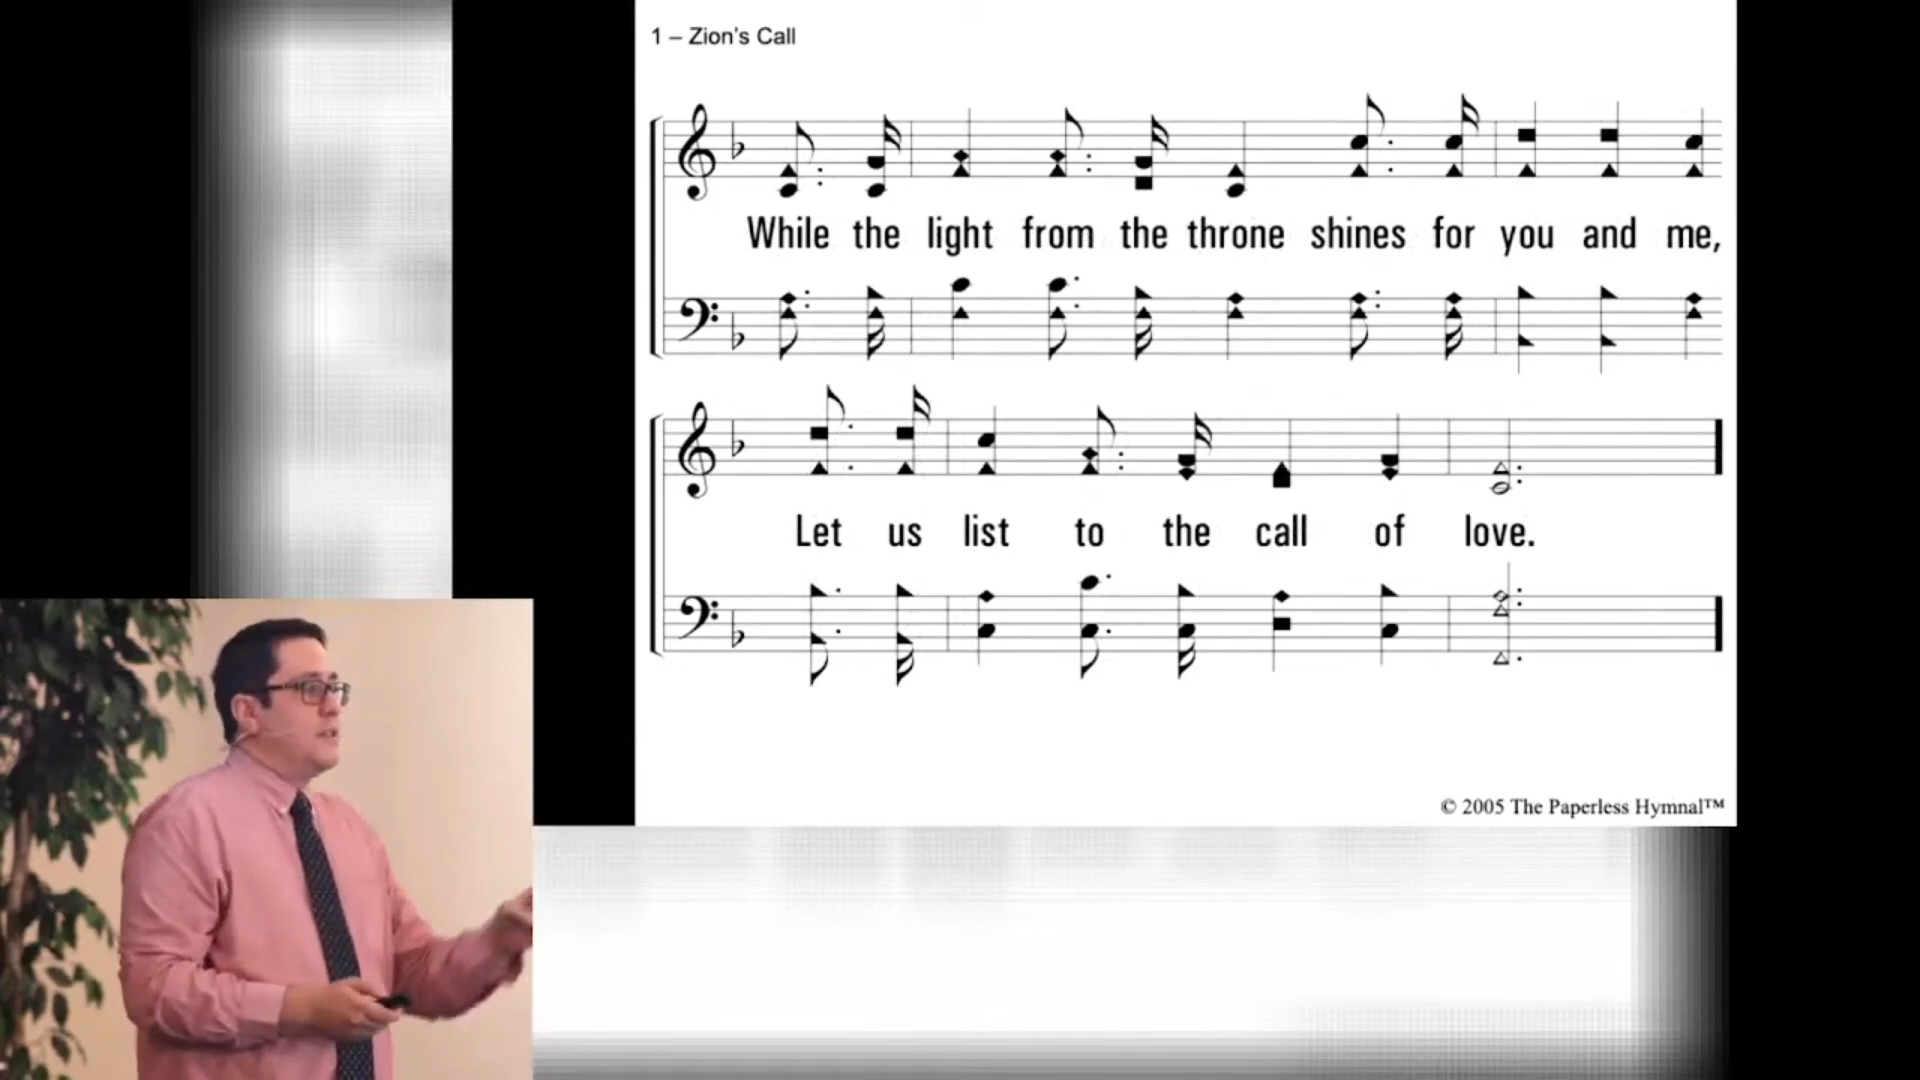 1 – Zion's Call
While the light from the throne shines for you and me,
Let us list to the call of love.
© 2005 The Paperless Hymnal™